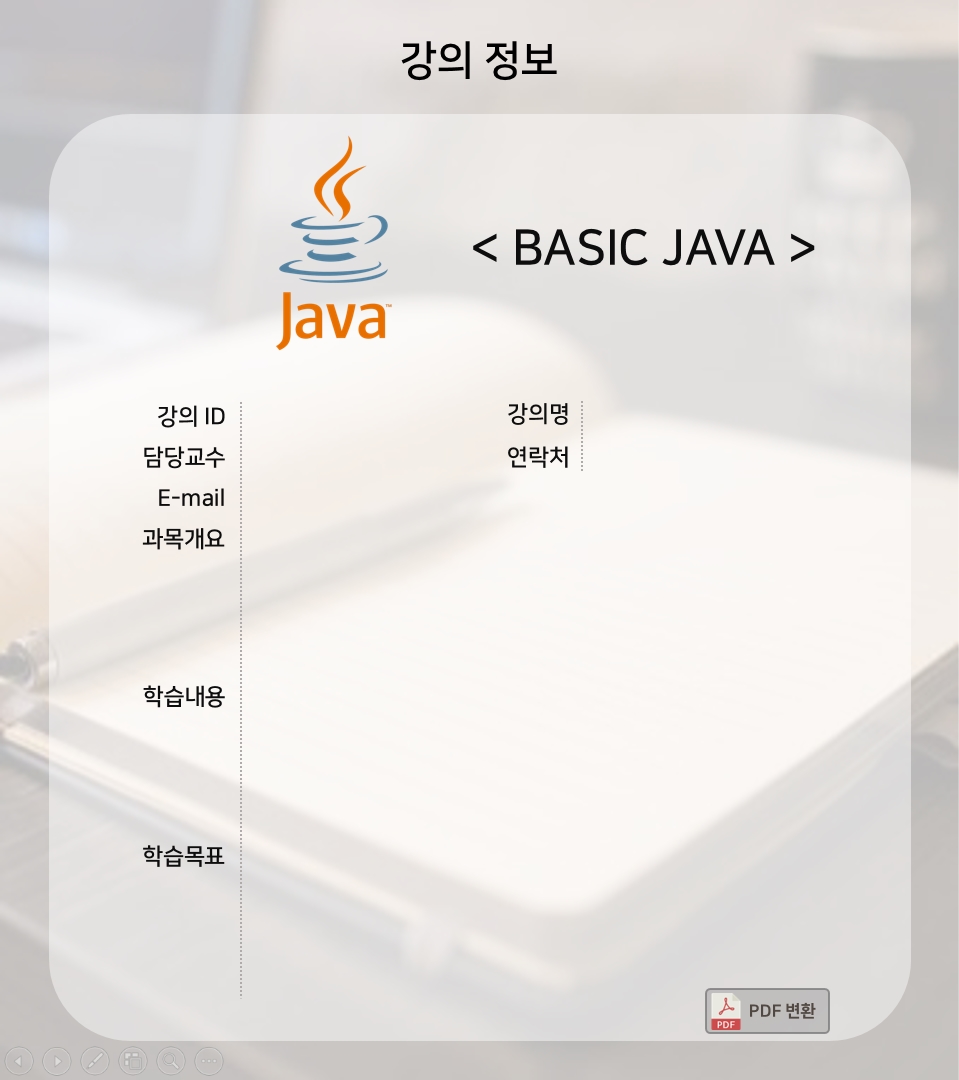 강의 정보
Java™
< BASIC JAVA >
강의 ID
강의명
담당교수
연락처
E-mail
과목개요
학습내용
학습목표
PDF
PDF 변환